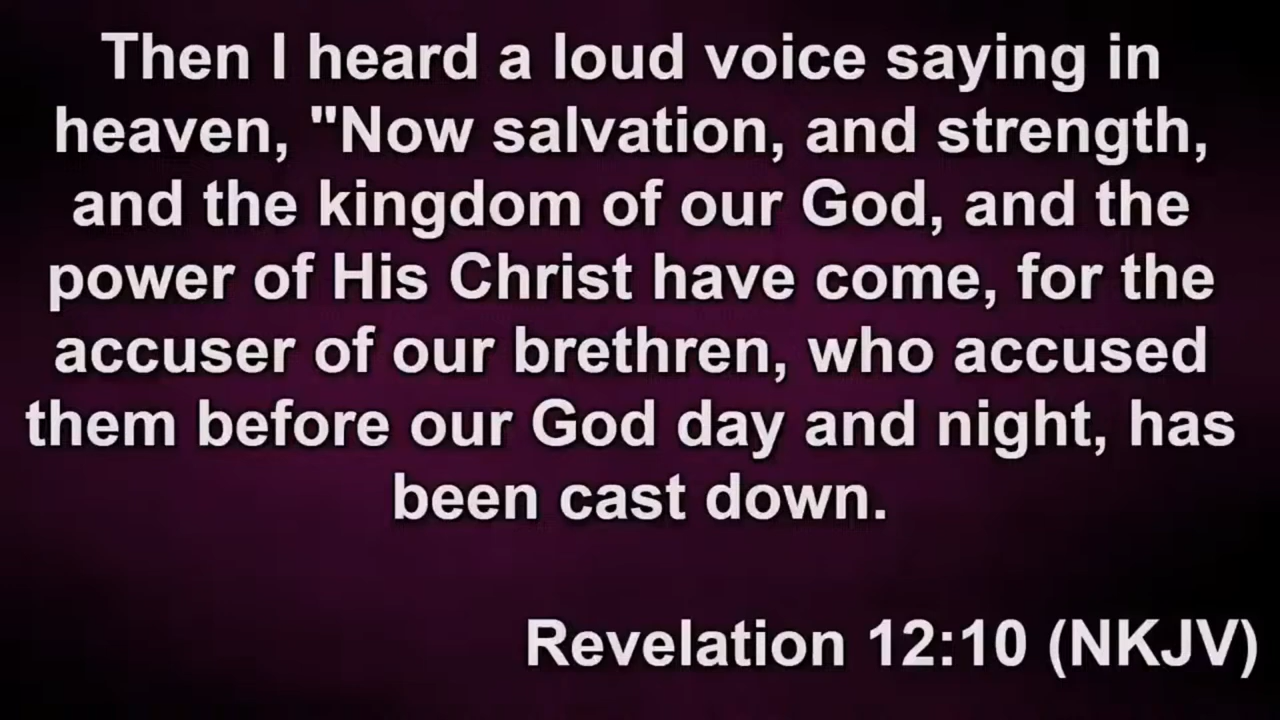 Then I heard a loud voice saying in
heaven, "Now salvation, and strength,
and the kingdom of our God, and the
power of His Christ have come, for the
accuser of our brethren, who accused
them before our God day and night, has
been cast down.
Revelation 12:10 (NKJV)